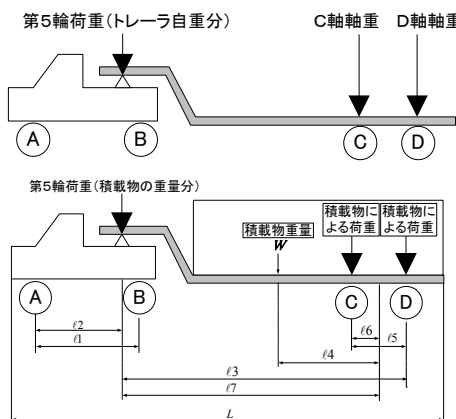 第5輪荷重(トレーラ自重分)
C軸軸重
D軸軸重
A
B
C
D
第5輪荷重(積載物の重量分)
積載物重量
W
積載物に
よる荷重
積載物に
よる荷重
A
B
C
D
ℓ2
ℓ1
ℓ6
ℓ5
ℓ4
ℓ3
ℓ7
L